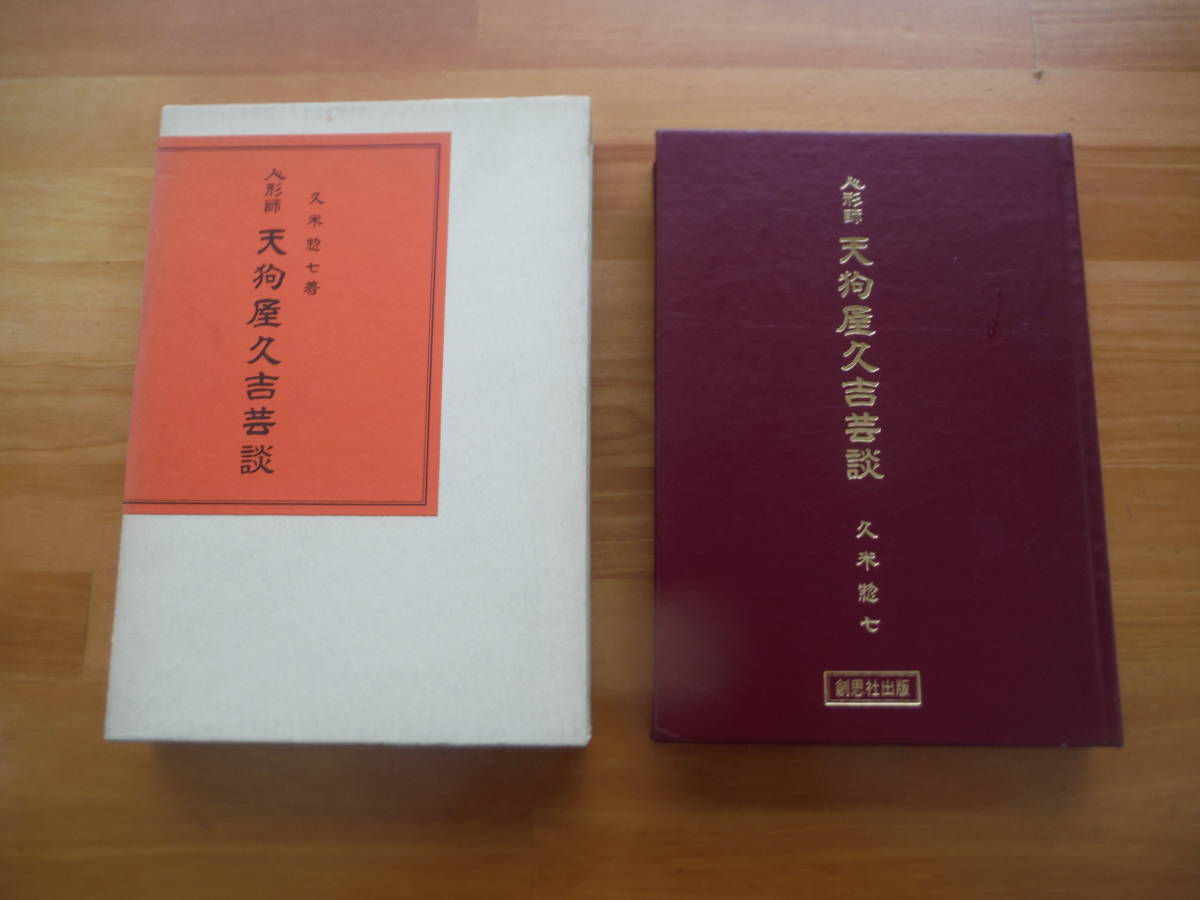 久米惣七著
人形師 天狗屋久吉芸談
人形師 天狗屋久吉芸談
久米惣七
創思社出版